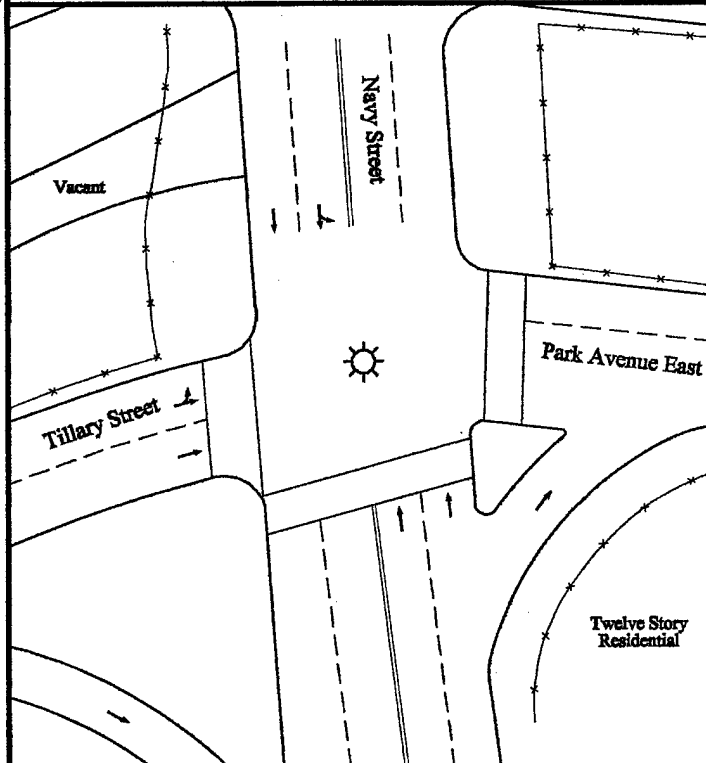 Navy Street
Vacant
Park Avenue East
Tillary Street
Twelve Story
Residential